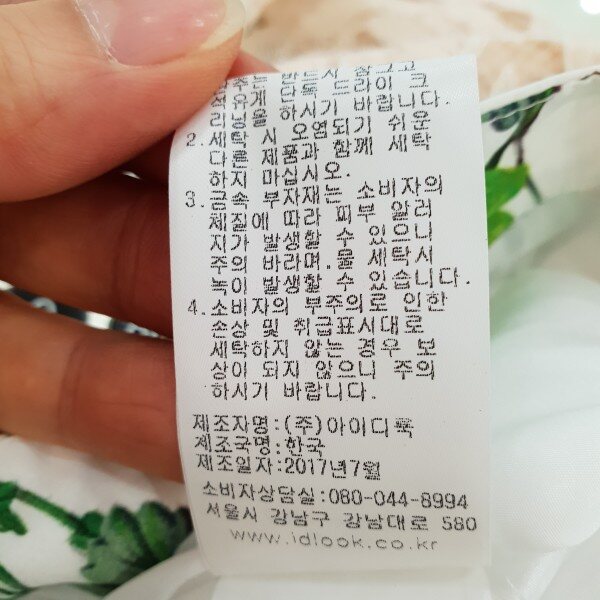 석유계 단독 드라이 크
리닝을 하시기 바랍니다.
2. 세탁 시 오염되기 쉬운
다른 제품과 함께 세탁
하지 마십시오.
3. 금속 부자재는 소비자의
체질에 따라 피부 알러
지가 발생할 수 있으니
주의 바라며.물 세탁시
녹이 발생할 수 있습니다.
4. 소비자의 부주의로 인한
손상 및 취급표시대로
세탁하지 않는 경우 보
상이 되지 않으니 주의
하시기 바랍니다.
제조자명:(주)아이디룩
제조국명:한국
제조일자:2017년7월
소비자상담실:080-044-8994
서울시 강남구 강남대로 580
www.idlook.co.kr